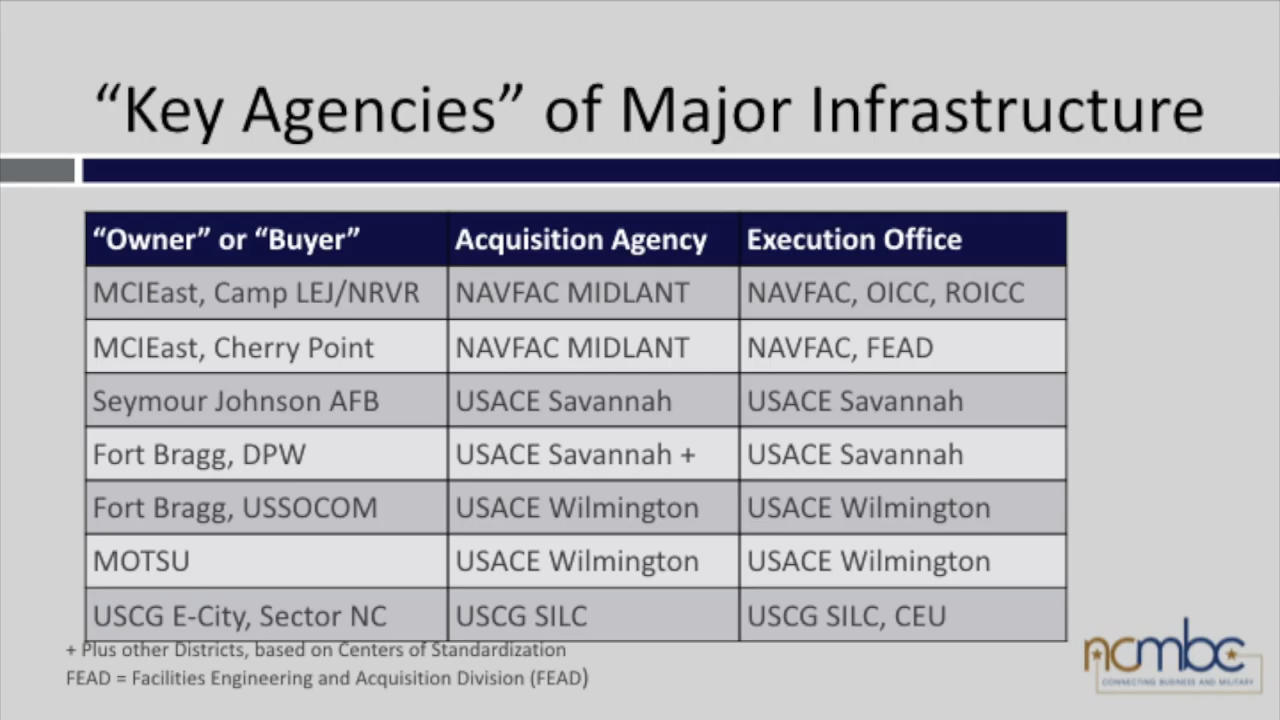 “Key Agencies” of Major Infrastructure
“Owner” or “Buyer” Acquisition Agency Execution Office
MCIEast, Camp LEJ/NRVR NAVFAC MIDLANT NAVFAC, OICC, ROICC
MCIEast, Cherry Point NAVFAC MIDLANT NAVFAC, FEAD
Seymour Johnson AFB USACE Savannah USACE Savannah
Fort Bragg, DPW USACE Savannah + USACE Savannah
Fort Bragg, USSOCOM USACE Wilmington USACE Wilmington
MOTSU USACE Wilmington USACE Wilmington
USCG E-City, Sector NC USCG SILC USCG SILC, CEU
+ Plus other Districts, based on Centers of Standardization
FEAD = Facilities Engineering and Acquisition Division (FEAD)
ncmbc
CONNECTING BUSINESS AND MILITARY